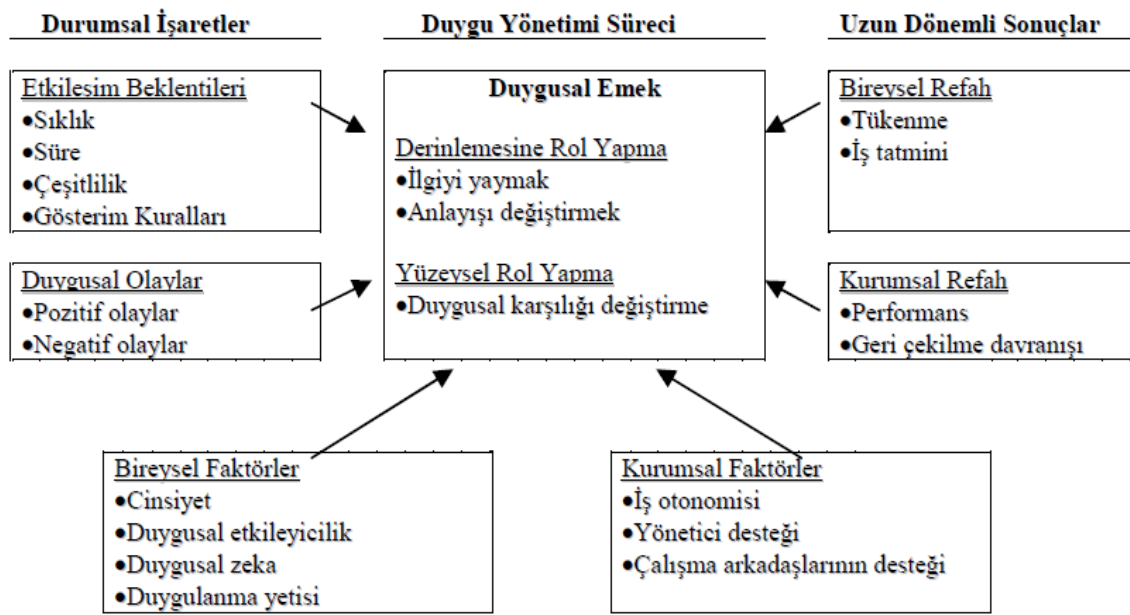 Durumsal İşaretler
Duygu Yönetimi Süreci
Uzun Dönemli Sonuçlar
Etkileşim Beklentileri
•Sıklık
•Süre
•Çeşitlilik
•Gösterim Kuralları
Duygusal Olaylar
•Pozitif olaylar
•Negatif olaylar
Duygusal Emek
Derinlemesine Rol Yapma
•İlgiyi yaymak
•Anlayışı değiştirmek
Yüzeysel Rol Yapma
•Duygusal karşılığı değiştirme
Bireysel Refah
•Tükenme
•İş tatmini
Kurumsal Refah
•Performans
•Geri çekilme davranışı
Bireysel Faktörler
•Cinsiyet
•Duygusal etkileyicilik
•Duygusal zeka
•Duygulanma yetisi
Kurumsal Faktörler
•İş otonomisi
•Yönetici desteği
•Çalışma arkadaşlarının desteği